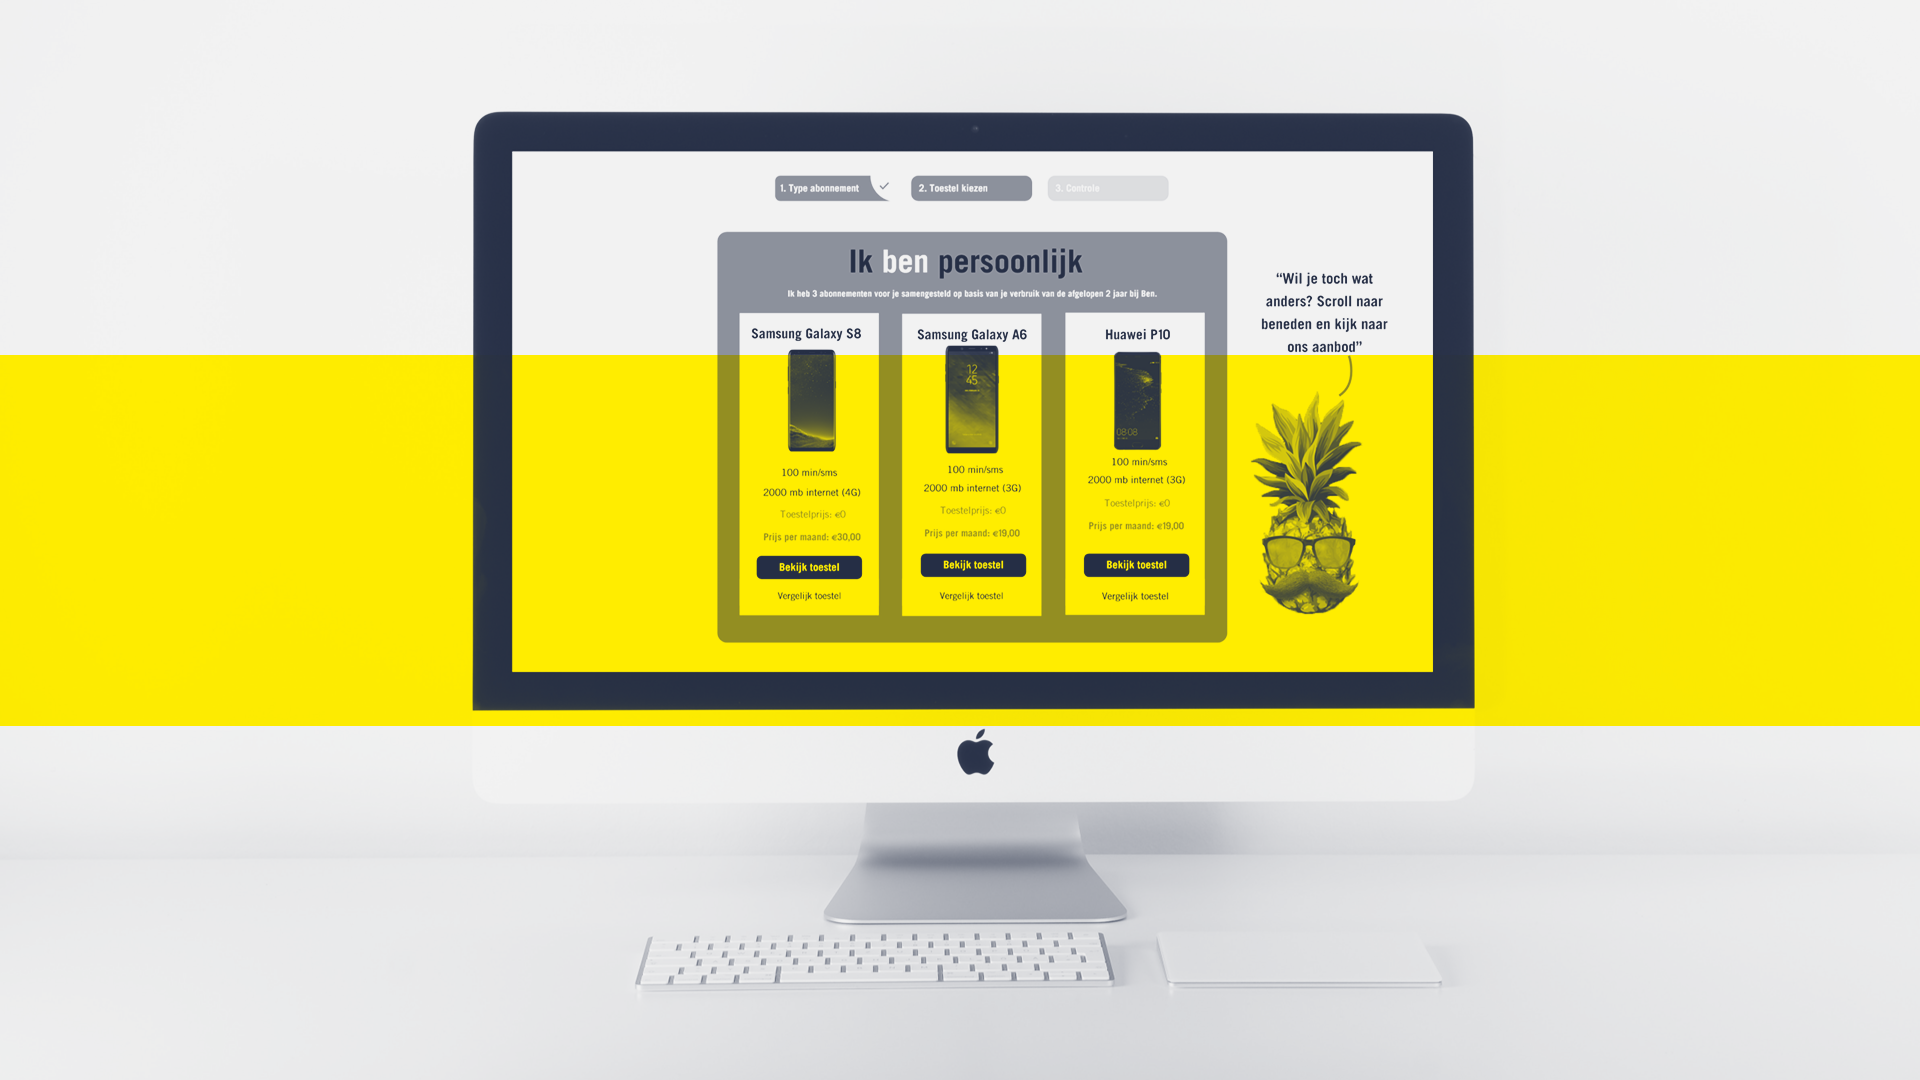 1. Type abonnement
2. Toestel kiezen
3. Controle
Ik ben persoonlijk
Ik heb 3 abonnementen voor je samengesteld op basis van je verbruik van de afgelopen 2 jaar bij Ben.
Samsung Galaxy S8
100 min/sms
2000 mb internet (4G)
Toestelprijs: €0
Prijs per maand: €30,00
Bekijk toestel
Vergelijk toestel
Samsung Galaxy A6
12
45
100 min/sms
2000 mb internet (3G)
Toestelprijs: €0
Prijs per maand: €19,00
Bekijk toestel
Vergelijk toestel
Huawei P10
08:08
100 min/sms
2000 mb internet (3G)
Toestelprijs: €0
Prijs per maand: €19,00
Bekijk toestel
Vergelijk toestel
“Wil je toch wat
anders? Scroll naar
beneden en kijk naar
ons aanbod”